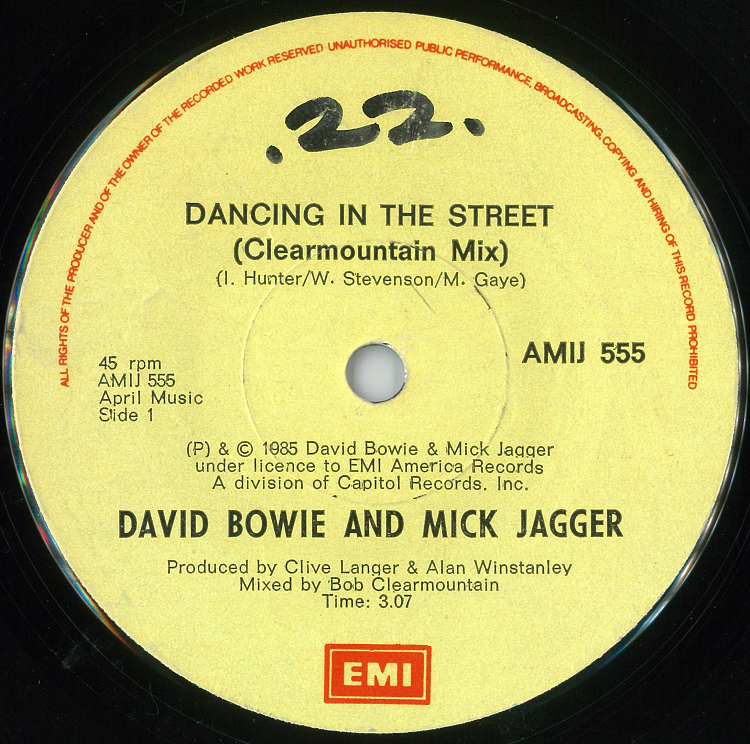 ALL RIGHTS OF THE PRODUCER AND OF THE OWNER OF THE RECORDED WORK RESERVED UNAUTHORISED PUBLIC PERFORMANCE, BROADCASTING, COPYING AND HIRING OF THIS RECORD PROHIBITED
.22.
DANCING IN THE STREET
(Clearmountain Mix)
(I. Hunter/W. Stevenson/M. Gaye)
AMIJ 555
45 rpm
AMIJ 555
April Music
Side 1
(P) & © 1985 David Bowie & Mick Jagger
under licence to EMI America Records
A division of Capitol Records. Inc.
DAVID BOWIE AND MICK JAGGER
Produced by Clive Langer & Alan Winstanley
Mixed by Bob Clearmountain
Time: 3.07
EMI